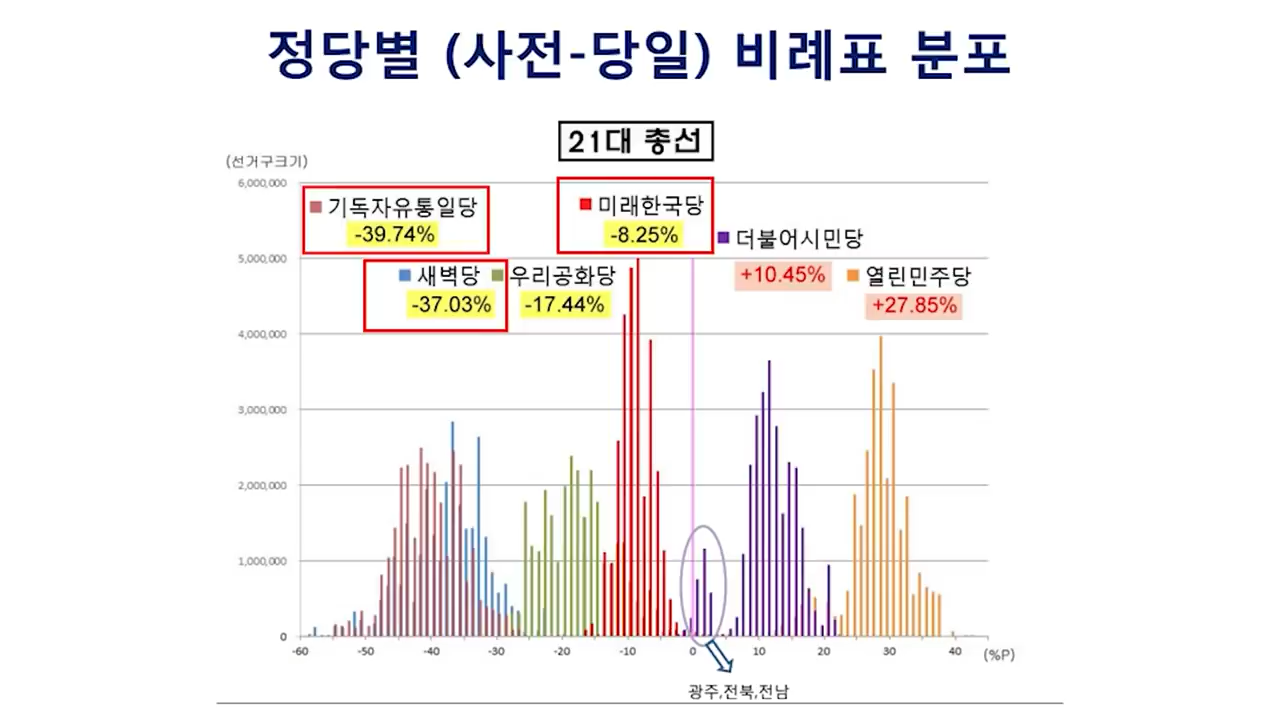 정당별 (사전-당일) 비례표 분포
21대 총선
(선거구크기)
6,000,000
기독자유통일당
-39.74%
미래한국당
-8.25%
더불어시민당
+10.45%
5,000,000
새벽당
-37.03%
우리공화당
-17.44%
열린민주당
+27.85%
4,000,000
3,000,000
2,000,000
1,000,000
0
-60 -50 -40 -30 -20 -10 0 10 20 30 40 (%P)
광주,전북,전남